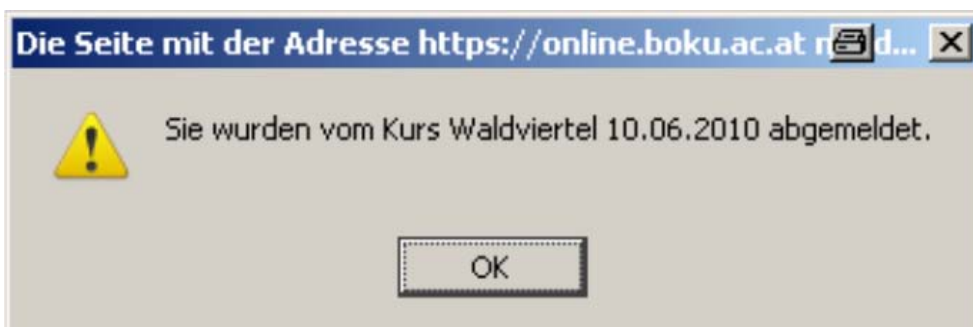 Die Seite mit der Adresse https://online.boku.ac.at d...
Sie wurden vom Kurs Waldviertel 10.06.2010 abgemeldet.
OK